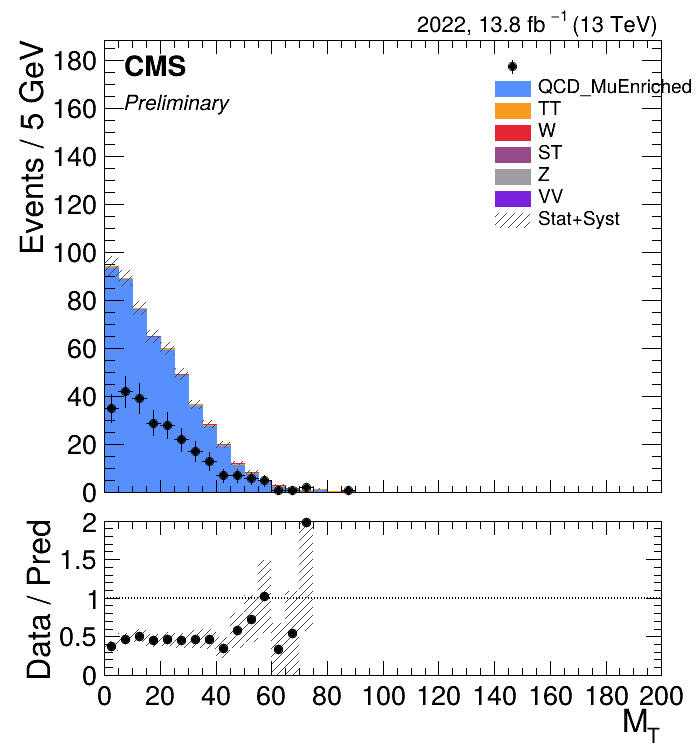 2022, 13.8 fb⁻¹ (13 TeV)
Events / 5 GeV
180
160
140
120
100
80
60
40
20
0
CMS
Preliminary
QCD_MuEnriched
TT
W
ST
Z
VV
Stat+Syst
Data / Pred
2
1.5
1
0.5
0
0 20 40 60 80 100 120 140 160 180 200
M_T